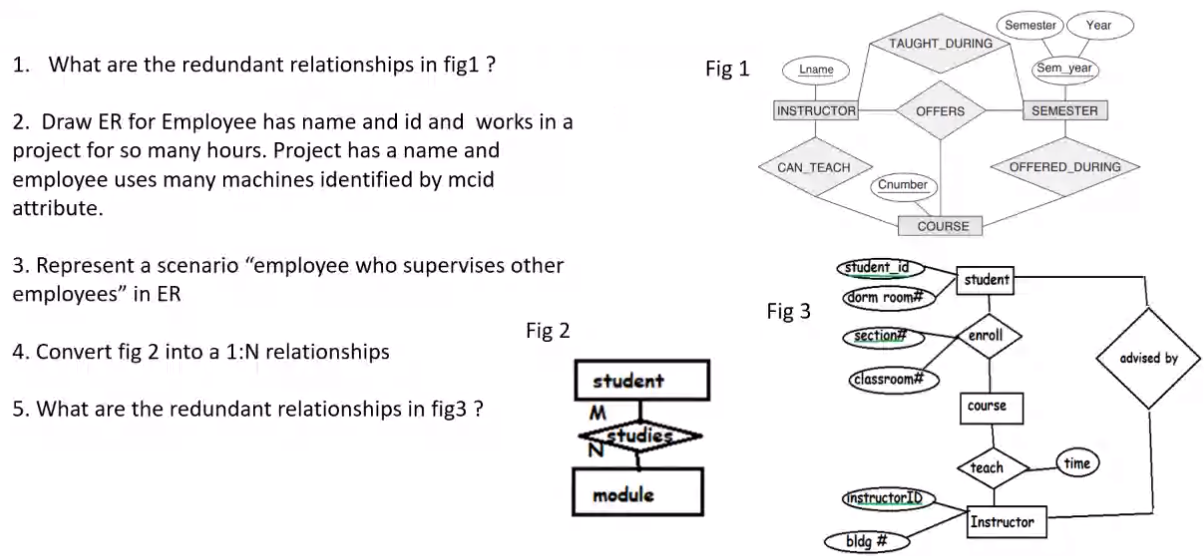 1. What are the redundant relationships in fig1 ?
2. Draw ER for Employee has name and id and works in a
project for so many hours. Project has a name and
employee uses many machines identified by mcid
attribute.
3. Represent a scenario “employee who supervises other
employees” in ER
4. Convert fig 2 into a 1:N relationships
5. What are the redundant relationships in fig3 ?
Fig 1
Semester
Year
TAUGHT_DURING
Lname
Sem_year
INSTRUCTOR
OFFERS
SEMESTER
CAN_TEACH
OFFERED_DURING
Cnumber
COURSE
Fig 2
student
M
studies
N
module
Fig 3
student_id
student
dorm room#
section#
enroll
classroom#
advised by
course
teach
time
instructorID
Instructor
bldg #